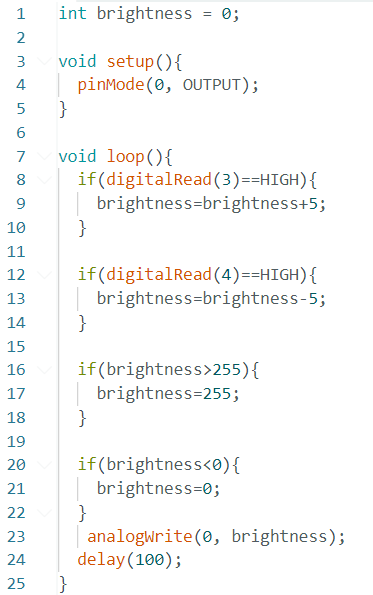 1 int brightness = 0;
2
3 void setup(){
4   pinMode(0, OUTPUT);
5 }
6
7 void loop(){
8   if(digitalRead(3)==HIGH){
9     brightness=brightness+5;
10   }
11
12   if(digitalRead(4)==HIGH){
13     brightness=brightness-5;
14   }
15
16   if(brightness>255){
17     brightness=255;
18   }
19
20   if(brightness<0){
21     brightness=0;
22   }
23    analogWrite(0, brightness);
24   delay(100);
25 }